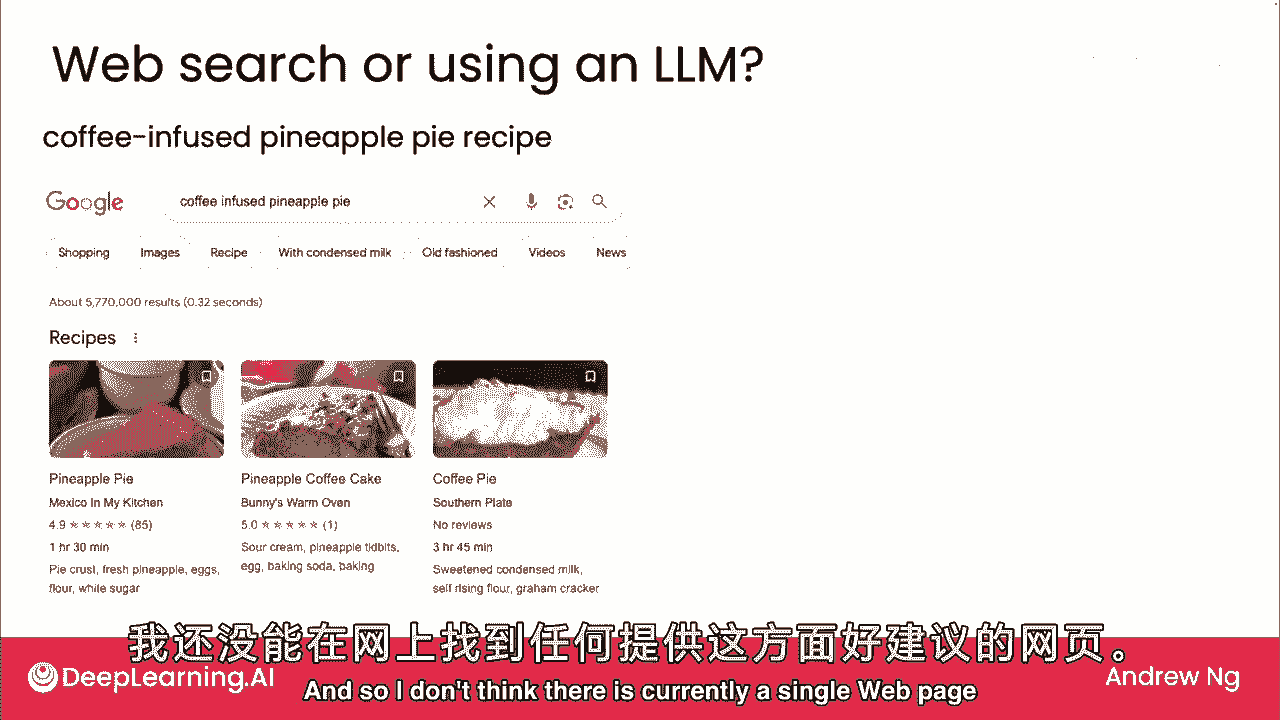 Web search or using an LLM?
coffee-infused pineapple pie recipe
Google
coffee infused pineapple pie
Shopping Images Recipe With condensed milk Old fashioned Videos News
About 5,770,000 results (0.32 seconds)
Recipes
Pineapple Pie
Mexico In My Kitchen
4.9 ★★★★★ (85)
1 hr 30 min
Pie crust, fresh pineapple, eggs,
flour, white sugar
Pineapple Coffee Cake
Bunny's Warm Oven
5.0 ★★★★★ (1)
Sour cream, pineapple tidbits,
egg, baking soda, baking
Coffee Pie
Southern Plate
No reviews
3 hr 45 min
Sweetened condensed milk,
self rising flour, graham cracker
我还没能在网上找到任何提供这方面好建议的网页。
DeepLearning.AI
And so I don't think there is currently a single Web page
Andrew Ng